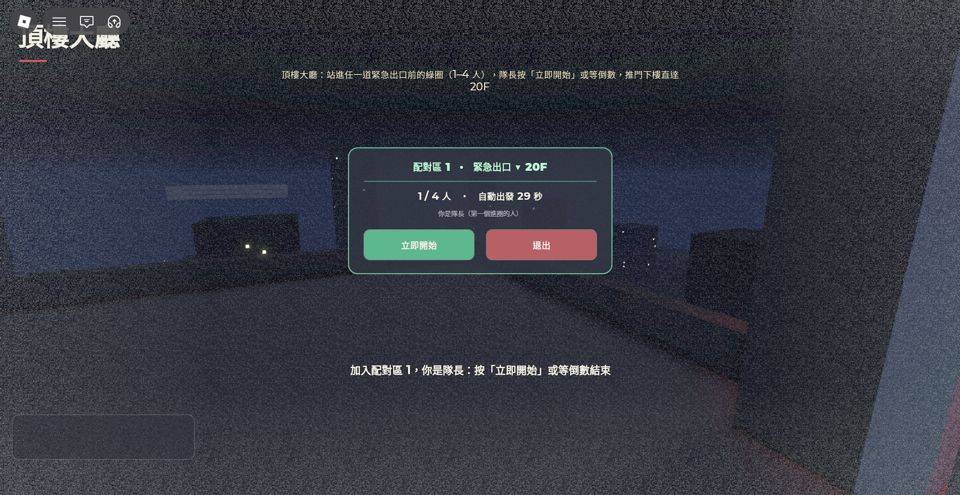 頂樓大廳
頂樓大廳：站進任一道緊急出口前的綠圈（1–4 人），隊長按「立即開始」或等倒數，推門下樓直達
20F
配對區 1 • 緊急出口 ▼ 20F
1 / 4 人 • 自動出發 29 秒
你是隊長（第一個進圈的人）
立即開始
退出
加入配對區 1，你是隊長：按「立即開始」或等倒數結束